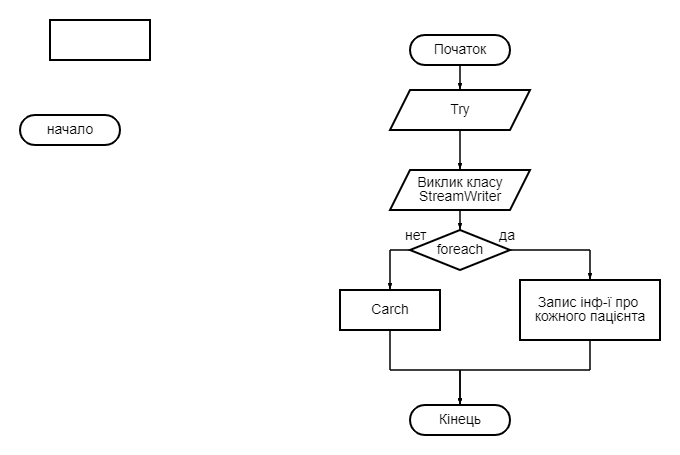 Початок
Try
начало
Виклик класу
StreamWriter
нет
да
foreach
Carch
Запис інф-ї про
кожного пацієнта
Кінець